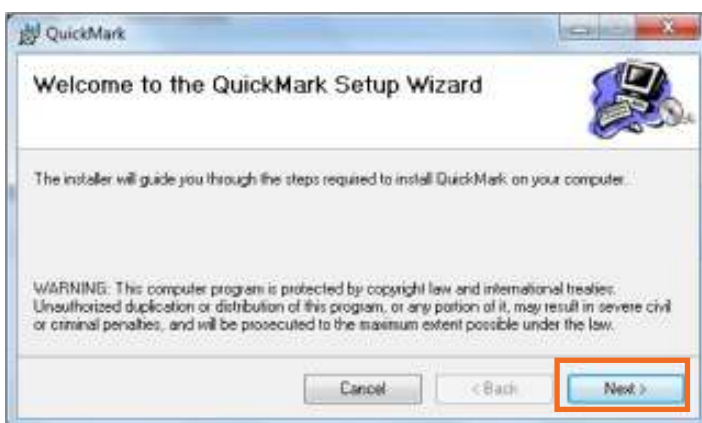 QuickMark
Welcome to the QuickMark Setup Wizard
The installer will guide you through the steps required to install QuickMark on your computer.
WARNING: This computer program is protected by copyright law and international treaties.
Unauthorized duplication or distribution of this program, or any portion of it, may result in severe civil
or criminal penalties, and will be prosecuted to the maximum extent possible under the law.
Cancel < Back Next >